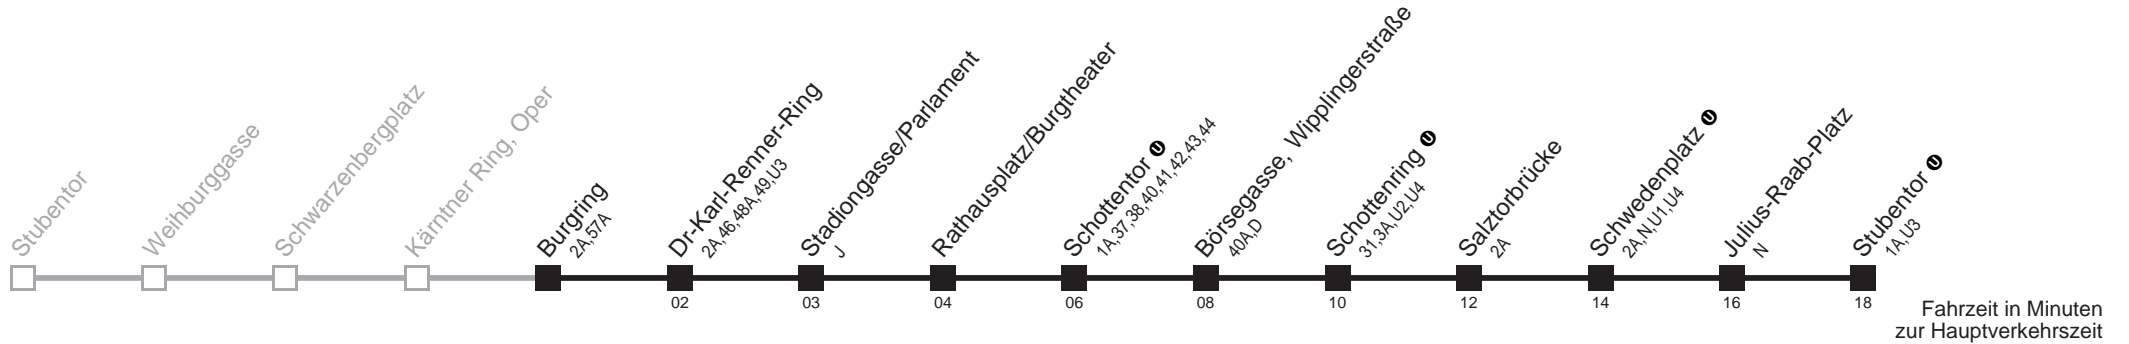 Stubentor
Weihburggasse
Schwarzenbergplatz
Kärntner Ring, Oper
Burgring
2A,57A
Dr-Karl-Renner-Ring
2A,46,48A,49,U3
Stadiongasse/Parlament
J
Rathausplatz/Burgtheater
Schottentor U
1A,37,38,40,41,42,43,44
Börsegasse, Wipplingerstraße
40A,D
Schottenring U
31,3A,U2,U4
Salztorbrücke
2A
Schwedenplatz U
2A,N,U1,U4
Julius-Raab-Platz
N
Stubentor U
1A,U3
02 03 04 06 08 10 12 14 16 18
Fahrzeit in Minuten
zur Hauptverkehrszeit